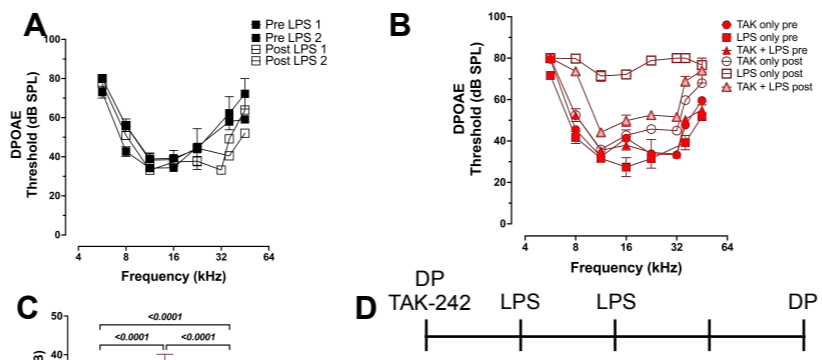 A
Pre LPS 1
Pre LPS 2
Post LPS 1
Post LPS 2
DPOAE
Threshold (dB SPL)
100
80
60
40
20
0
4 8 16 32 64
Frequency (kHz)
B
TAK only pre
LPS only pre
TAK + LPS pre
TAK only post
LPS only post
TAK + LPS post
DPOAE
Threshold (dB SPL)
100
80
60
40
20
0
4 8 16 32 64
Frequency (kHz)
C
50
40
<0.0001
<0.0001 <0.0001
D
DP
TAK-242 LPS LPS DP